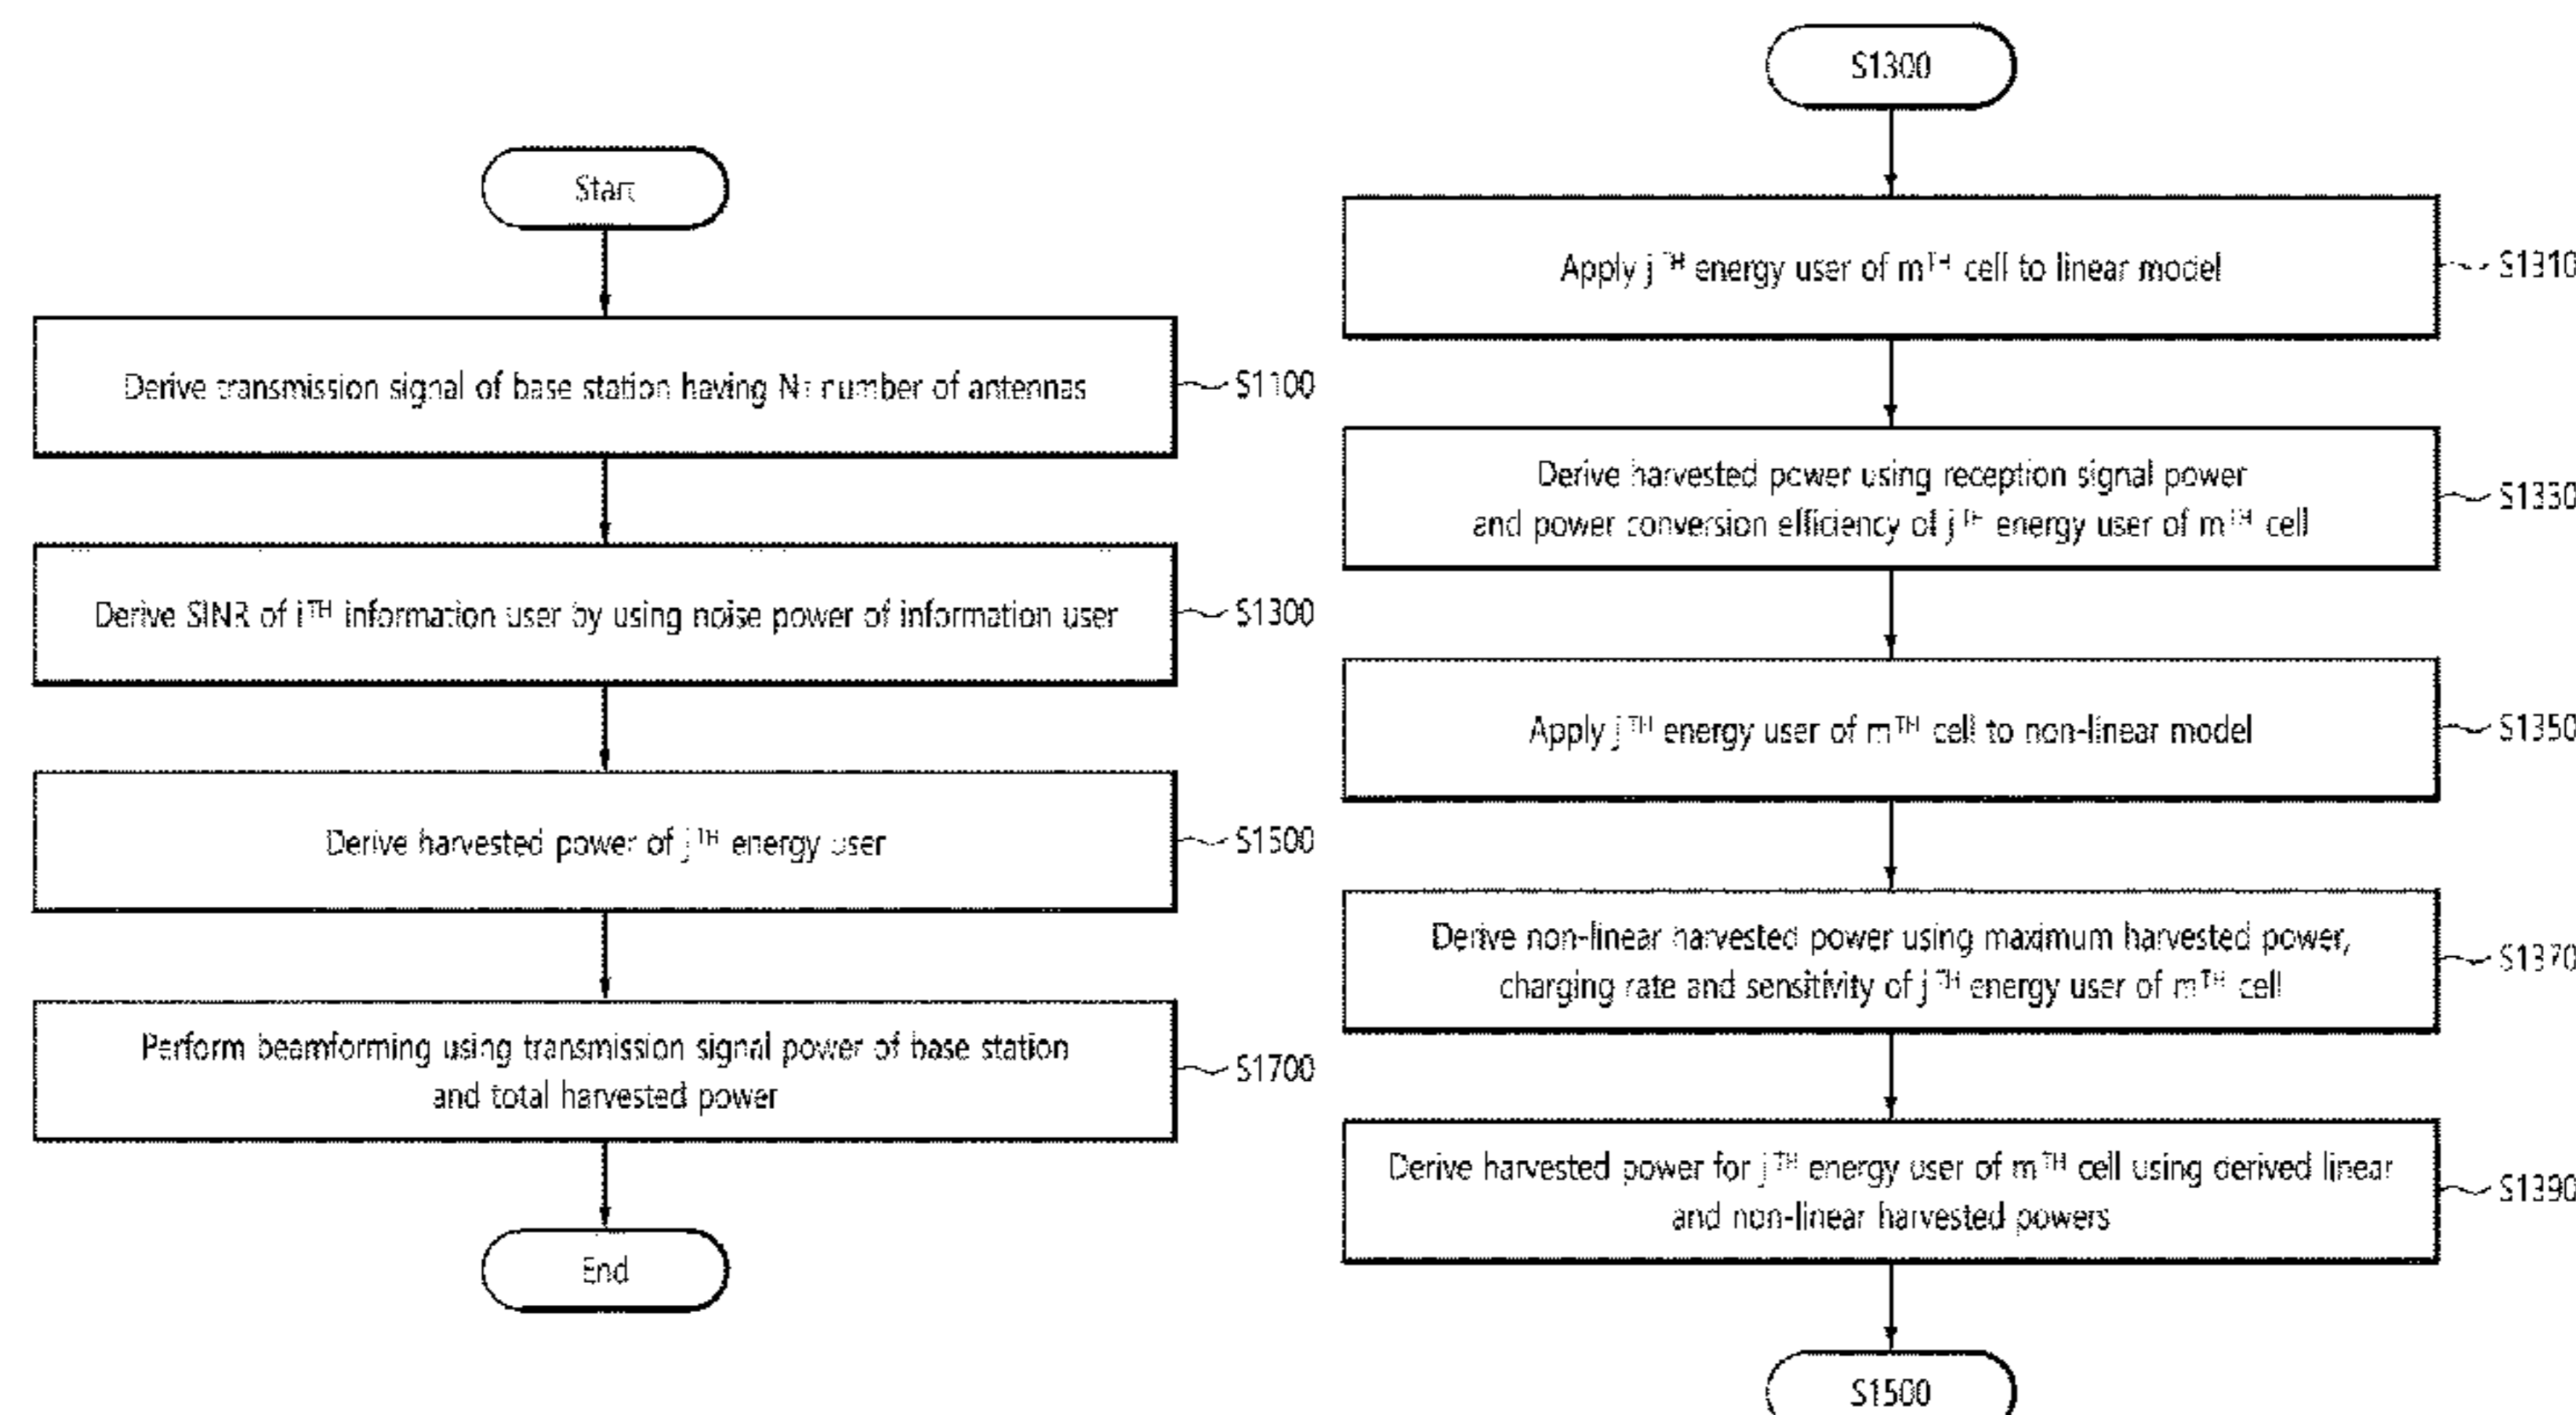 Start
Derive transmission signal of base station having NT number of antennas
S1100
Derive SINR of iTH information user by using noise power of information user
S1300
Derive harvested power of jTH energy user
S1500
Perform beamforming using transmission signal power of base station
and total harvested power
S1700
End
S1300
Apply jTH energy user of mTH cell to linear model
S1310
Derive harvested power using reception signal power
and power conversion efficiency of jTH energy user of mTH cell
S1330
Apply jTH energy user of mTH cell to non-linear model
S1350
Derive non-linear harvested power using maximum harvested power,
charging rate and sensitivity of jTH energy user of mTH cell
S1370
Derive harvested power for jTH energy user of mTH cell using derived linear
and non-linear harvested powers
S1390
S1500